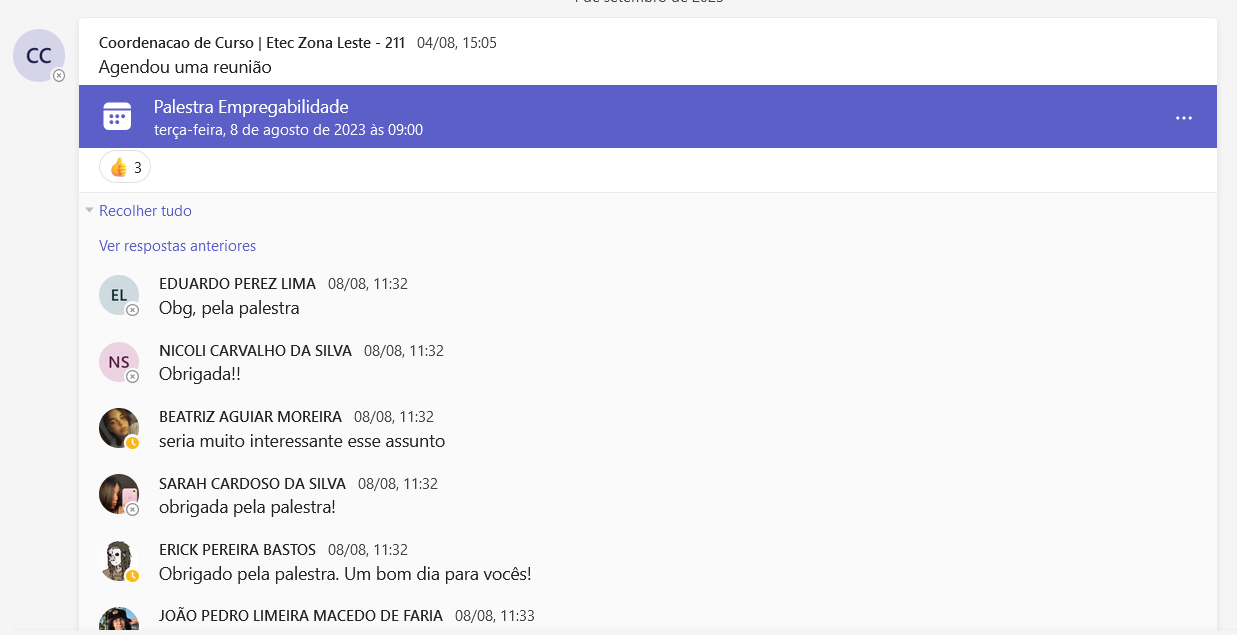 de setembro de 2023
CC
Coordenacao de Curso | Etec Zona Leste - 211 04/08, 15:05
Agendou uma reunião
Palestra Empregabilidade
terça-feira, 8 de agosto de 2023 às 09:00
3
Recolher tudo
Ver respostas anteriores
EL
EDUARDO PEREZ LIMA 08/08, 11:32
Obg, pela palestra
NS
NICOLI CARVALHO DA SILVA 08/08, 11:32
Obrigada!!
BEATRIZ AGUIAR MOREIRA 08/08, 11:32
seria muito interessante esse assunto
SARAH CARDOSO DA SILVA 08/08, 11:32
obrigada pela palestra!
ERICK PEREIRA BASTOS 08/08, 11:32
Obrigado pela palestra. Um bom dia para vocês!
JOÃO PEDRO LIMEIRA MACEDO DE FARIA 08/08, 11:33